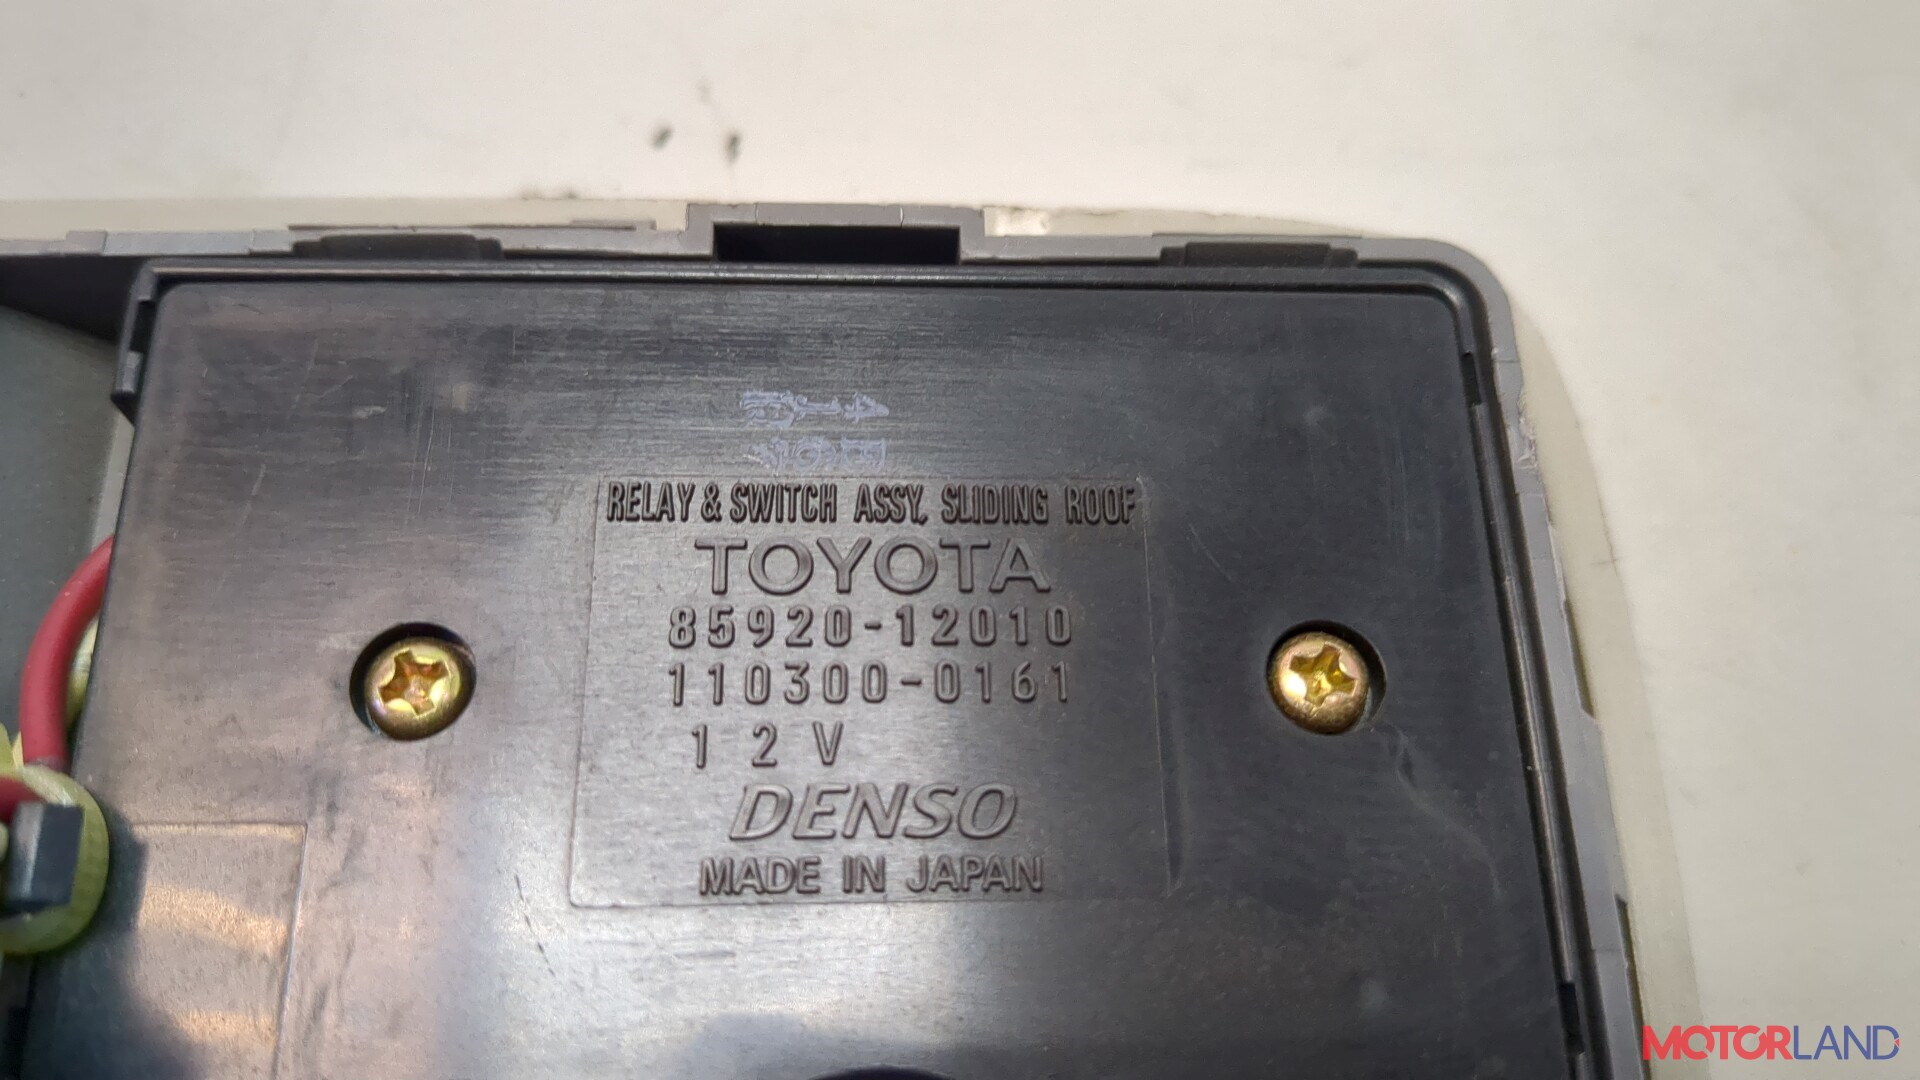 RELAY & SWITCH ASSY, SLIDING ROOF
TOYOTA
85920-12010
110300-0161
12V
DENSO
MADE IN JAPAN
MOTORLAND